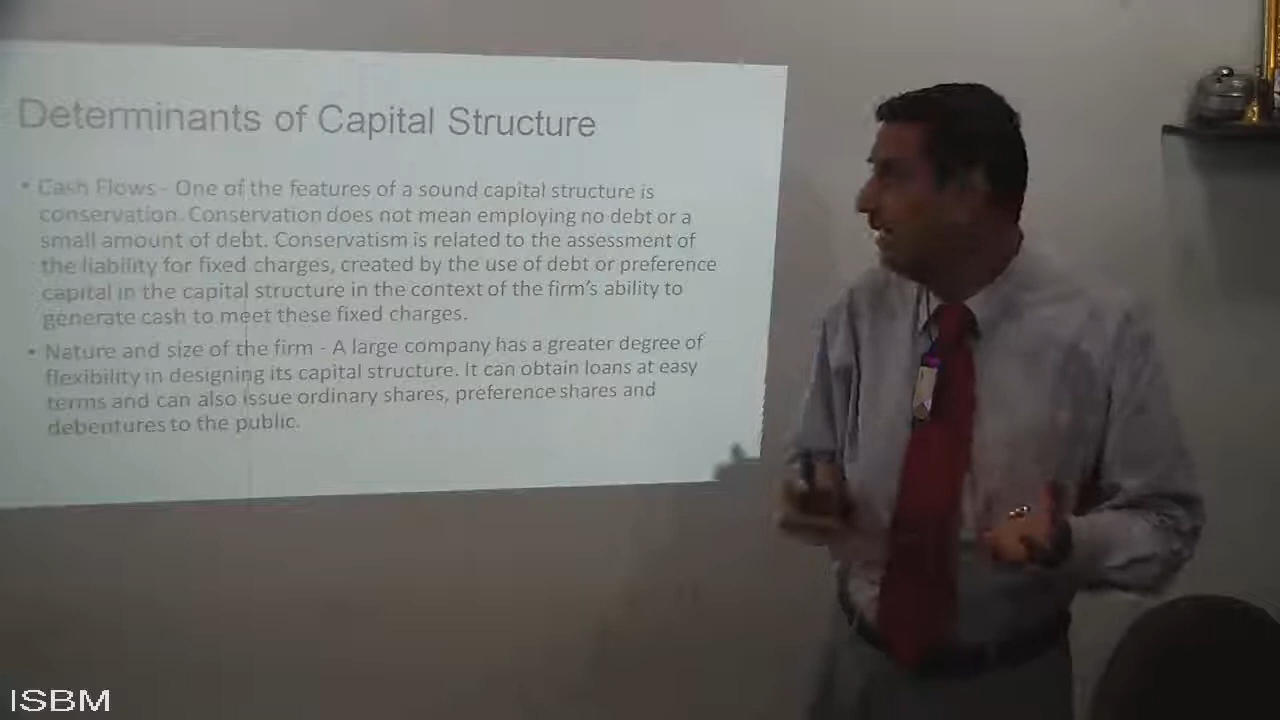 Determinants of Capital Structure
• Cash Flows - One of the features of a sound capital structure is
conservation. Conservation does not mean employing no debt or a
small amount of debt. Conservatism is related to the assessment of
the liability for fixed charges, created by the use of debt or preference
capital in the capital structure in the context of the firm's ability to
generate cash to meet these fixed charges.
• Nature and size of the firm - A large company has a greater degree of
flexibility in designing its capital structure. It can obtain loans at easy
terms and can also issue ordinary shares, preference shares and
debentures to the public.
ISBM